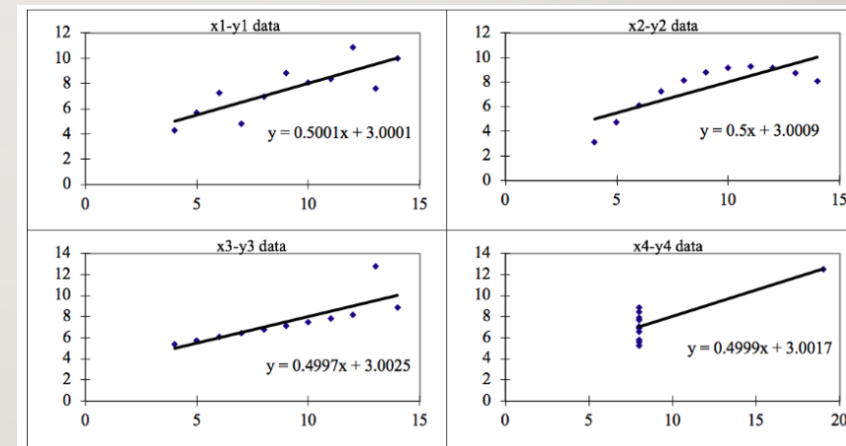 x1-y1 data
12
10
8
6
4
2
0
0 5 10 15
y = 0.5001x + 3.0001
x2-y2 data
12
10
8
6
4
2
0
0 5 10 15
y = 0.5x + 3.0009
x3-y3 data
14
12
10
8
6
4
2
0
0 5 10 15
y = 0.4997x + 3.0025
x4-y4 data
14
12
10
8
6
4
2
0
0 5 10 15 20
y = 0.4999x + 3.0017